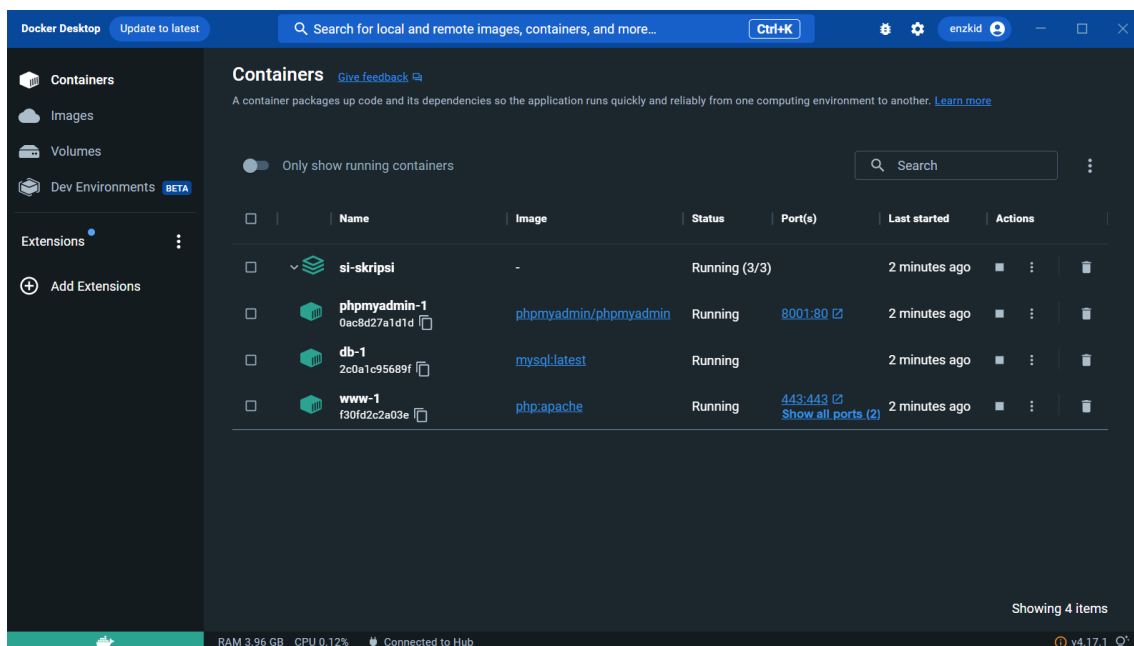 Docker Desktop Update to latest Search for local and remote images, containers, and more... Ctrl+K enzkid
Containers
Images
Volumes
Dev Environments BETA
Extensions
Add Extensions
Containers Give feedback
A container packages up code and its dependencies so the application runs quickly and reliably from one computing environment to another. Learn more
Only show running containers Search
Name Image Status Port(s) Last started Actions
si-skripsi - Running (3/3) 2 minutes ago
phpmyadmin-1 phpmyadmin/phpmyadmin Running 8001:80 2 minutes ago
0ac8d27a1d1d
db-1 mysql:latest Running 2 minutes ago
2c0a1c95689f
www-1 php:apache Running 443:443 2 minutes ago
f30fd2c2a03e Show all ports (2)
Showing 4 items
RAM 3.96 GB CPU 0.12% Connected to Hub v4.17.1